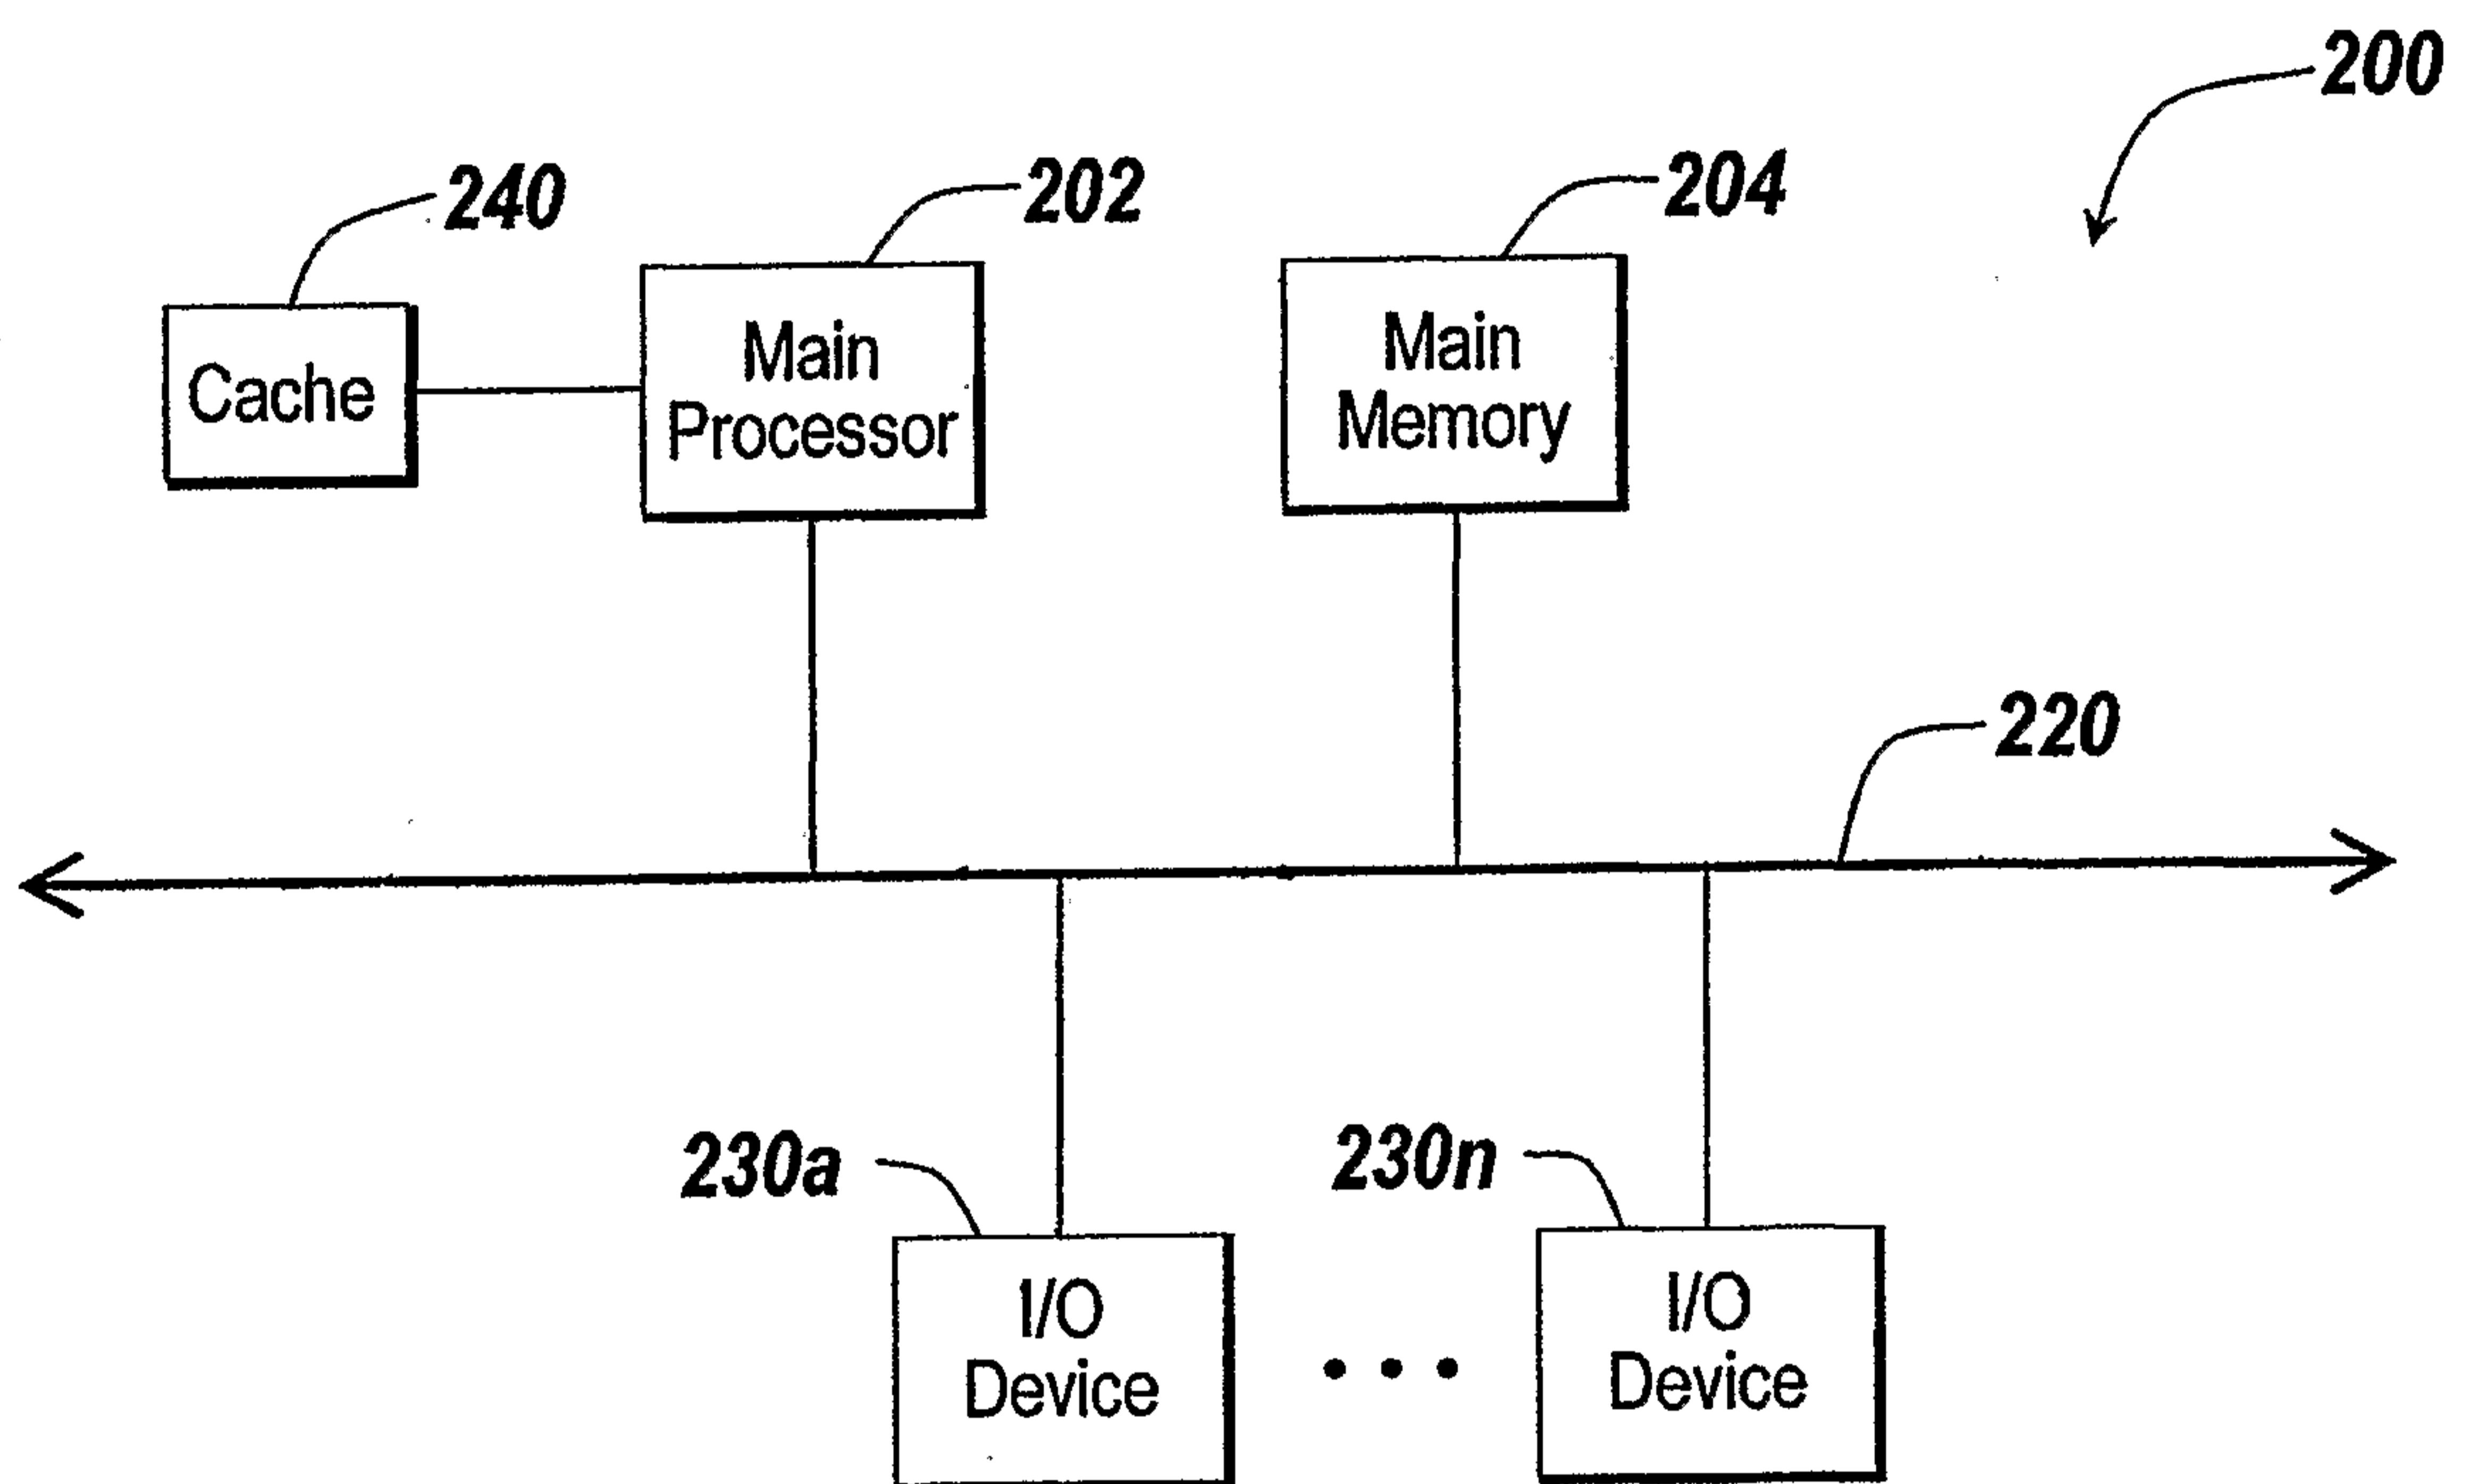 200
240
202
204
Cache
Main
Processor
Main
Memory
220
230a
230n
I/O
Device
I/O
Device